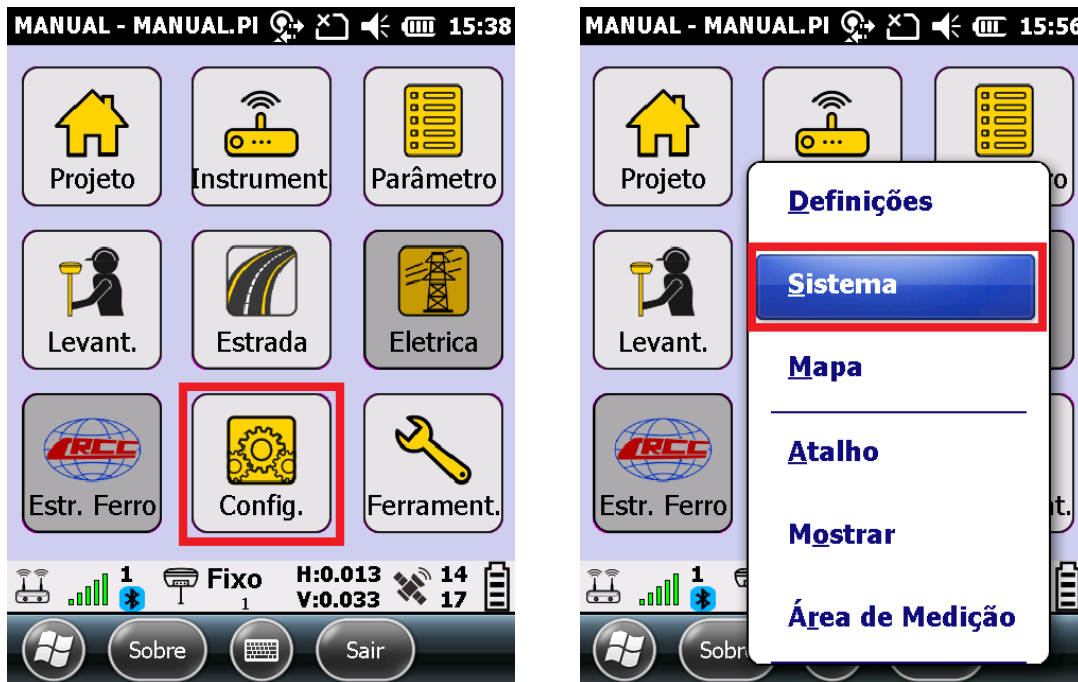 MANUAL - MANUAL.PI 15:38
Projeto
Instrument.
Parâmetro
Levant.
Estrada
Eletrica
CRCC
Estr. Ferro
Config.
Ferrament.
1
Fixo
1
H:0.013
V:0.033
14
17
Sobre
Sair
MANUAL - MANUAL.PI 15:56
Projeto
ro
Definições
Sistema
Levant.
Mapa
Atalho
CRCC
Estr. Ferro
t.
Mostrar
1
Área de Medição
Sobr